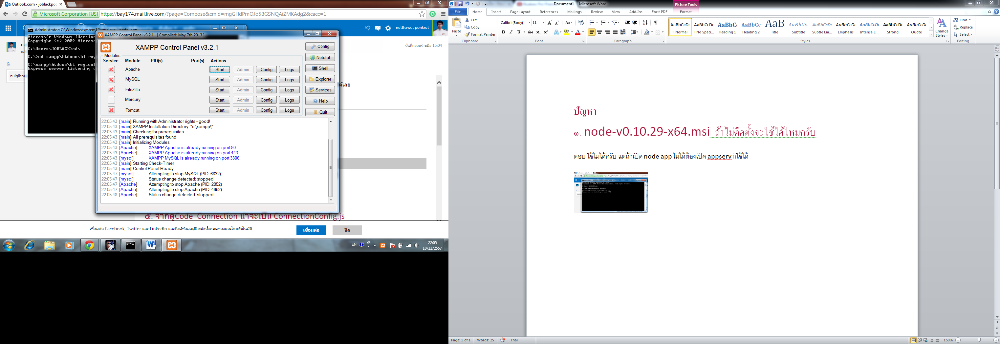 Outlook.com - joblackpo
Microsoft Corporation [US] https://bay174.mail.live.com/?page=Compose&cmid=mgGHdPmOJo5BGSNQAiZMKAdg2&cacc=1
nutthawut ponkrut
Administrator: C:\Windows\system32\cmd.exe - node app
Microsoft Windows [Version
Copyright (c) 2009 Microso
C:\Users\JOBLACK>cd\
C:\>cd xampp\htdocs\bi_reg
C:\xampp\htdocs\bi_region1
Express server listening o
บันทึกแบบร่างเมื่อ 15:04
ถึง
nuiglison
XAMPP Control Panel v3.2.1 [ Compiled: May 7th 2013 ]
XAMPP Control Panel v3.2.1
Config
Modules
Service Module PID(s) Port(s) Actions
Netstat
Apache Start Admin Config Logs
Shell
MySQL Start Admin Config Logs
Explorer
FileZilla Start Admin Config Logs
Services
Mercury Start Admin Config Logs
Help
Tomcat Start Admin Config Logs
Quit
22:05:43 [main] Running with Administrator rights - good!
22:05:43 [main] XAMPP Installation Directory: "c:\xampp\"
22:05:43 [main] Checking for prerequisites
22:05:43 [main] All prerequisites found
22:05:43 [main] Initializing Modules
22:05:43 [Apache] XAMPP Apache is already running on port 80
22:05:43 [Apache] XAMPP Apache is already running on port 443
22:05:43 [mysql] XAMPP MySQL is already running on port 3306
22:05:43 [main] Starting Check-Timer
22:05:43 [main] Control Panel Ready
22:05:47 [mysql] Attempting to stop MySQL (PID: 6832)
22:05:47 [mysql] Status change detected: stopped
22:05:47 [Apache] Attempting to stop Apache (PID: 2052)
22:05:47 [Apache] Attempting to stop Apache (PID: 4852)
22:05:48 [Apache] Status change detected: stopped
๕. จากดูCode Connection น่าจะเป็น ConnectionConfig.js
เชื่อมต่อ Facebook, Twitter และ LinkedIn และซิงค์ข้อมูลผู้ติดต่อทั้งหมดของคุณโดยอัตโนมัติ
เชื่อมต่อ
ปิด
EN
22:05
10/11/2557
Document1 - Microsoft Word
Picture Tools
File Home Insert Page Layout References Mailings Review View Add-Ins Foxit PDF Format
Paste
Cut
Copy
Format Painter
Clipboard
Calibri (Body) 11
Font
Paragraph
AaBbCcDc AaBbCcDc AaBbC AaBbCc AaB AaBbCc. AaBbCcDc AaBbCcDc AaBbCcDc AaBbCcDc AaBbCcDc
¶ Normal ¶ No Spaci... Heading 1 Heading 2 Title Subtitle Subtle Em... Emphasis Intense E... Strong Quote
Change Styles
Styles
Find
Replace
Select
Editing
ปัญหา
๑. node-v0.10.29-x64.msi ถ้าไม่ติดตั้งจะใช้ได้ไหมครับ
ตอบ ใช้ไม่ได้ครับ แต่ถ้าเปิด node app ไม่ได้ต้องเปิด appserv ก็ใช้ได้
Page: 1 of 1 Words: 25 Thai
150%